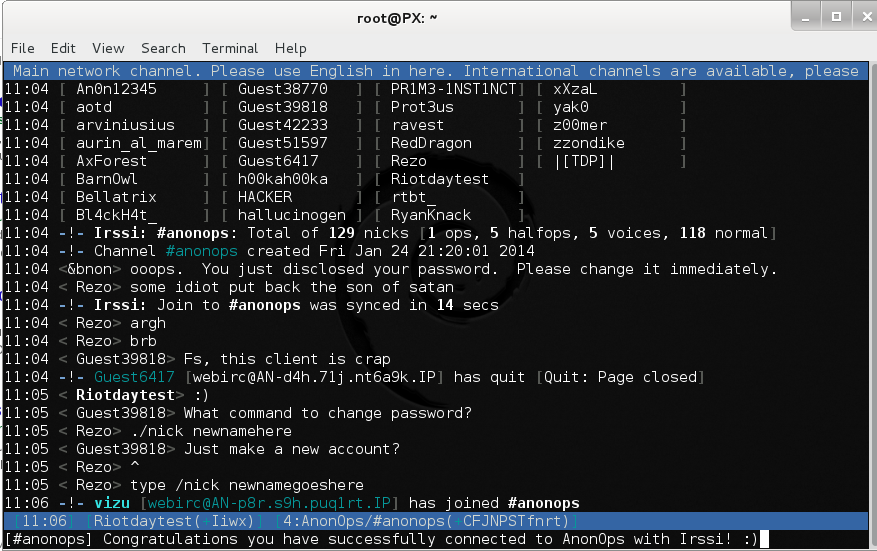 root@PX: ~
File Edit View Search Terminal Help
Main network channel. Please use English in here. International channels are available, please
11:04 [ An0n12345 ] [ Guest38770 ] [ PR1M3-1NST1NCT] [ xXzaL ]
11:04 [ aotd ] [ Guest39818 ] [ Prot3us ] [ yak0 ]
11:04 [ arviniusius ] [ Guest42233 ] [ ravest ] [ z00mer ]
11:04 [ aurin_al_marem] [ Guest51597 ] [ RedDragon ] [ zzondike ]
11:04 [ AxForest ] [ Guest6417 ] [ Rezo ] [ |[TDP]| ]
11:04 [ BarnOwl ] [ h00kah00ka ] [ Riotdaytest ]
11:04 [ Bellatrix ] [ HACKER ] [ rtbt_ ]
11:04 [ Bl4ckH4t_ ] [ hallucinogen ] [ RyanKnack ]
11:04 -!- Irssi: #anonops: Total of 129 nicks [1 ops, 5 halfops, 5 voices, 118 normal]
11:04 -!- Channel #anonops created Fri Jan 24 21:20:01 2014
11:04 <&bnon> ooops.  You just disclosed your password.  Please change it immediately.
11:04 < Rezo> some idiot put back the son of satan
11:04 -!- Irssi: Join to #anonops was synced in 14 secs
11:04 < Rezo> argh
11:04 < Rezo> brb
11:04 < Guest39818> Fs, this client is crap
11:04 -!- Guest6417 [webirc@AN-d4h.71j.nt6a9k.IP] has quit [Quit: Page closed]
11:05 < Riotdaytest> :)
11:05 < Guest39818> What command to change password?
11:05 < Rezo> ./nick newnamehere
11:05 < Guest39818> Just make a new account?
11:05 < Rezo> ^
11:05 < Rezo> type /nick newnamegoeshere
11:06 -!- vizu [webirc@AN-p8r.s9h.puq1rt.IP] has joined #anonops
[11:06] [Riotdaytest(+Iiwx)] [4:AnonOps/#anonops(+CFJNPSTfnrt)]
[#anonops] Congratulations you have successfully connected to AnonOps with Irssi! :)